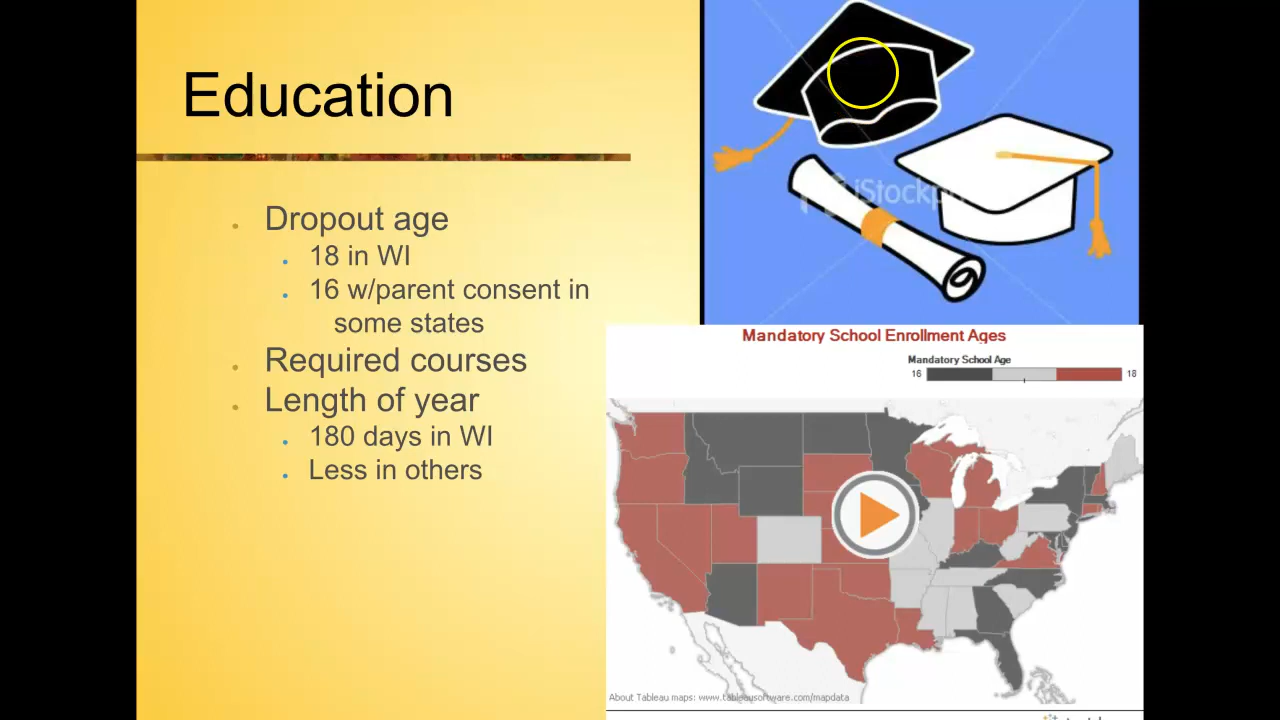 Education
Dropout age
18 in WI
16 w/parent consent in
some states
Required courses
Length of year
180 days in WI
Less in others
Mandatory School Enrollment Ages
Mandatory School Age
16
18
About Tableau maps: www.tableausoftware.com/mapdata